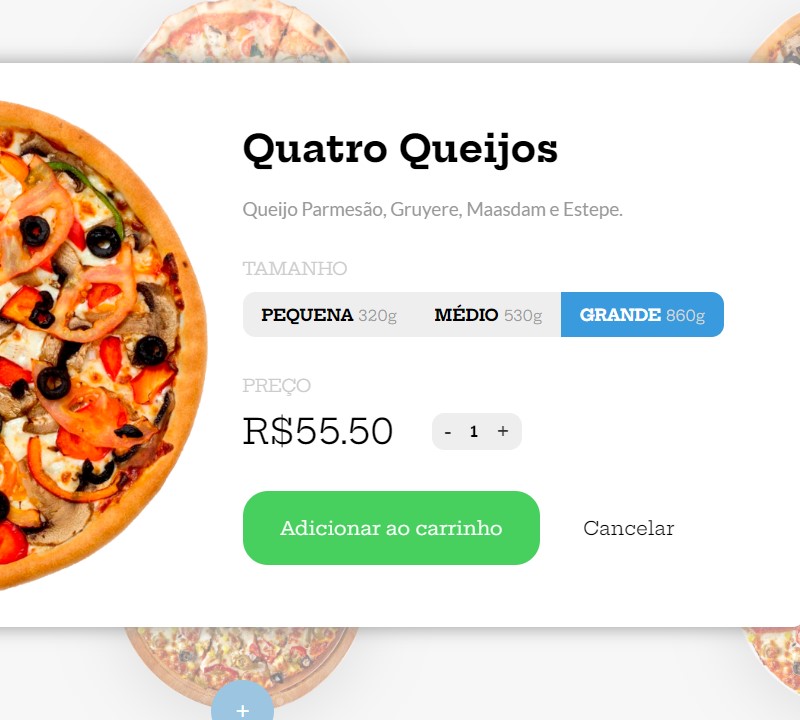 Quatro Queijos
Queijo Parmesão, Gruyere, Maasdam e Estepe.
TAMANHO
PEQUENA 320g MÉDIO 530g GRANDE 860g
PREÇO
R$55.50 - 1 +
Adicionar ao carrinho Cancelar
+